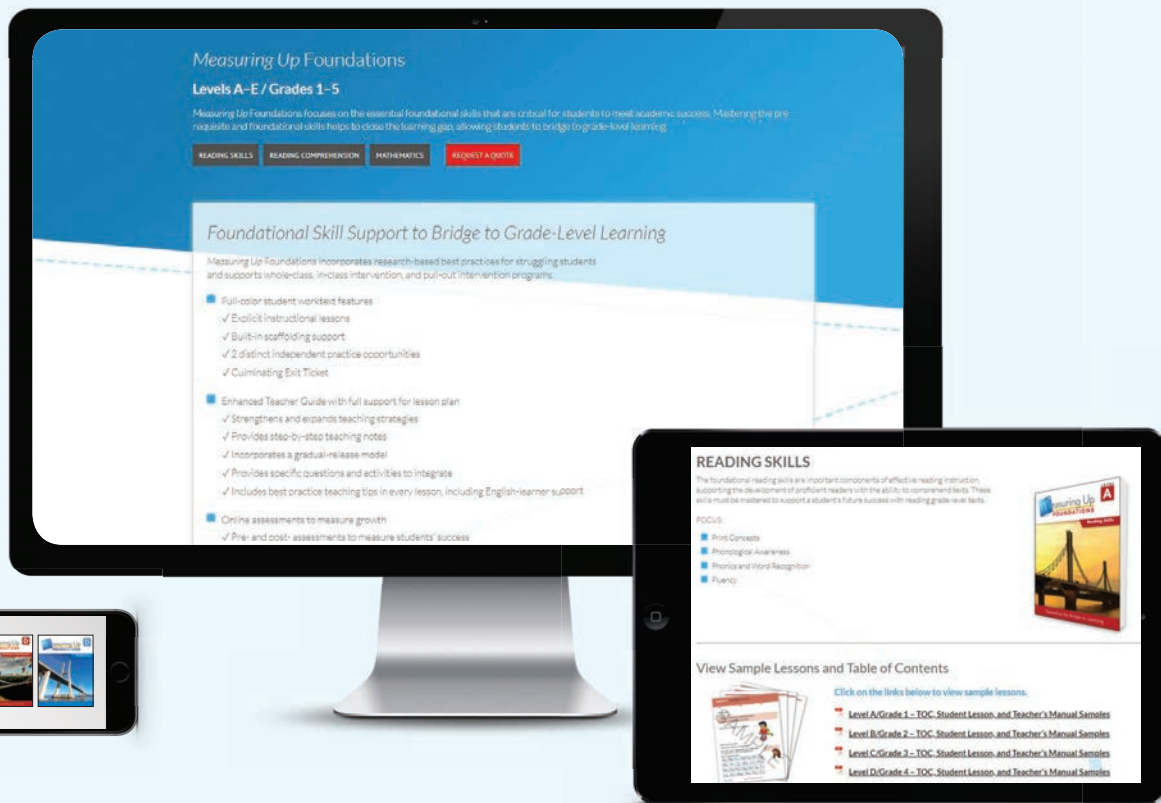 Measuring Up Foundations
Levels A–E / Grades 1–5
Measuring Up Foundations focuses on the essential foundational skills that are critical for students to meet academic success. Mastering the pre
requisite and foundational skills helps to close the learning gap, allowing students to bridge to grade-level learning.
READING SKILLS READING COMPREHENSION MATHEMATICS REQUEST A QUOTE
Foundational Skill Support to Bridge to Grade-Level Learning
Measuring Up Foundations incorporates research-based best practices for struggling students
and supports whole-class, in-class intervention, and pull-out intervention programs.
Full-color student worktext features
✓ Explicit instructional lessons
✓ Built-in scaffolding support
✓ 2 distinct independent practice opportunities
✓ Culminating Exit Ticket
Enhanced Teacher Guide with full support for lesson plan
✓ Strengthens and expands teaching strategies
✓ Provides step-by-step teaching notes
✓ Incorporates a gradual-release model
✓ Provides specific questions and activities to integrate
✓ Includes best practice teaching tips in every lesson, including English-learner support
Online assessments to measure growth
✓ Pre- and post- assessments to measure students' success
READING SKILLS
The foundational reading skills are important components of effective reading instruction,
supporting the development of proficient readers with the ability to comprehend texts. These
skills must be mastered to support a student's future success with reading grade-level texts.
FOCUS:
Print Concepts
Phonological Awareness
Phonics and Word Recognition
Fluency
Measuring Up
FOUNDATIONS
A
Reading Skills
View Sample Lessons and Table of Contents
Click on the links below to view sample lessons.
Level A/Grade 1 – TOC, Student Lesson, and Teacher's Manual Samples
Level B/Grade 2 – TOC, Student Lesson, and Teacher's Manual Samples
Level C/Grade 3 – TOC, Student Lesson, and Teacher's Manual Samples
Level D/Grade 4 – TOC, Student Lesson, and Teacher's Manual Samples